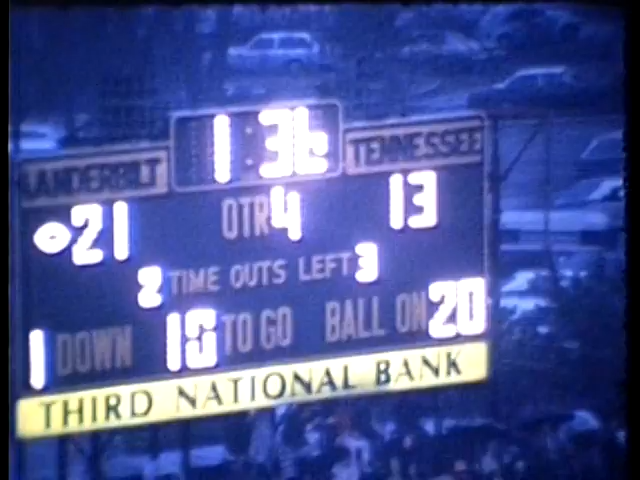 1:36
VANDERBILT TENNESSEE
21 QTR 4 13
2 TIME OUTS LEFT 3
1 DOWN 10 TO GO BALL ON 20
THIRD NATIONAL BANK